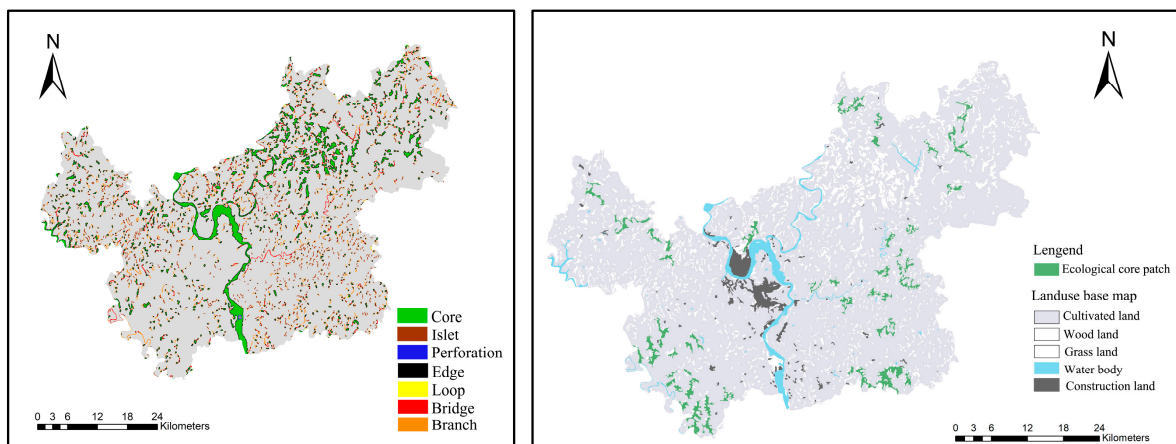 N
Core
Islet
Perforation
Edge
Loop
Bridge
Branch
0 3 6 12 18 24
Kilometers
N
Lengend
Ecological core patch
Landuse base map
Cultivated land
Wood land
Grass land
Water body
Construction land
0 3 6 12 18 24
Kilometers